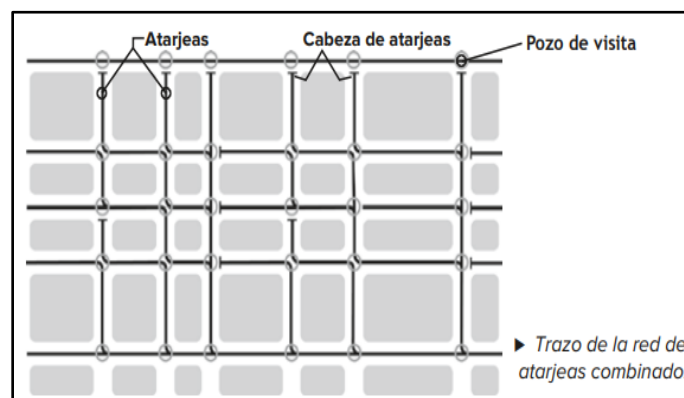 Atarjeas
Cabeza de atarjeas
Pozo de visita
▶ Trazo de la red de
atarjeas combinado